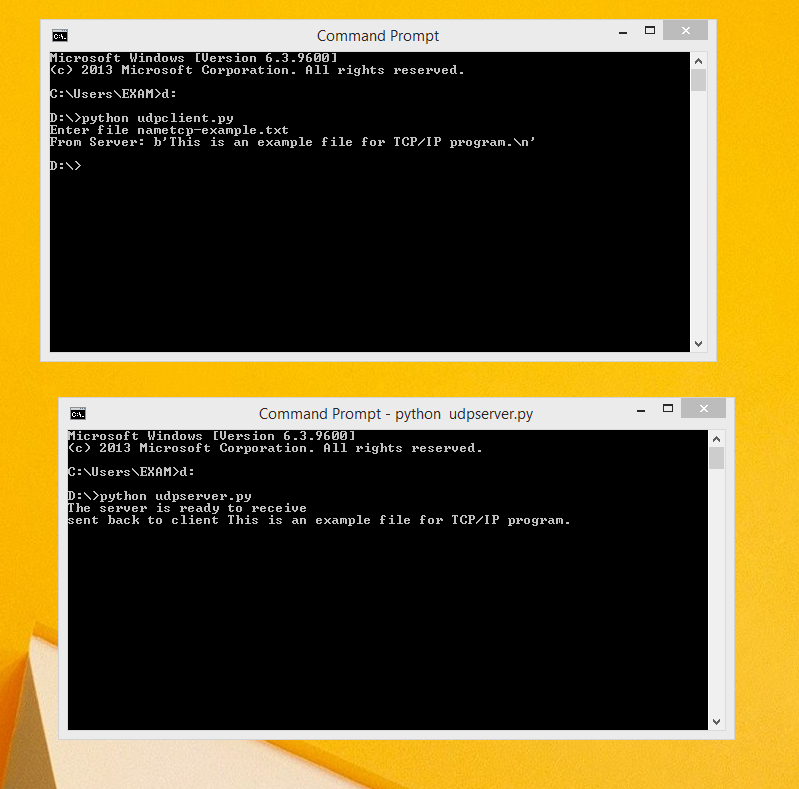 Command Prompt
Microsoft Windows [Version 6.3.9600]
(c) 2013 Microsoft Corporation. All rights reserved.
C:\Users\EXAM>d:
D:\>python udpclient.py
Enter file nametcp-example.txt
From Server: b'This is an example file for TCP/IP program.\n'
D:\>
Command Prompt - python  udpserver.py
Microsoft Windows [Version 6.3.9600]
(c) 2013 Microsoft Corporation. All rights reserved.
C:\Users\EXAM>d:
D:\>python udpserver.py
The server is ready to receive
sent back to client This is an example file for TCP/IP program.